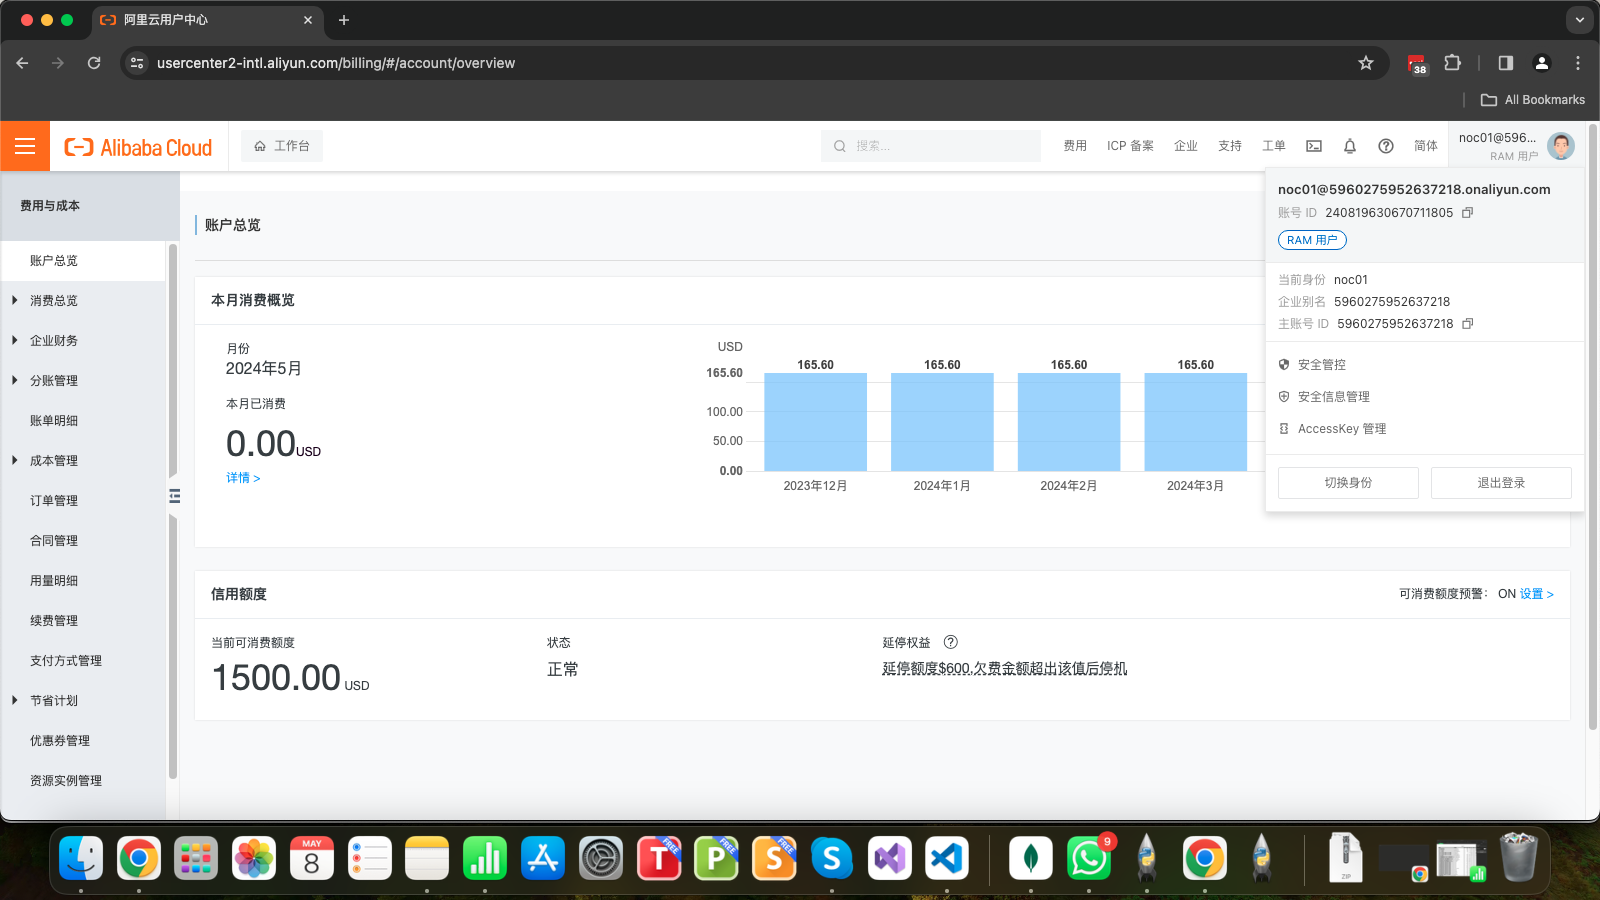 阿里云用户中心
usercenter2-intl.aliyun.com/billing/#/account/overview
38
All Bookmarks
Alibaba Cloud
工作台
搜索...
费用
ICP 备案
企业
支持
工单
简体
noc01@596...
RAM 用户
noc01@5960275952637218.onaliyun.com
账号 ID 240819630670711805
RAM 用户
当前身份 noc01
企业别名 5960275952637218
主账号 ID 5960275952637218
安全管控
安全信息管理
AccessKey 管理
切换身份
退出登录
费用与成本
账户总览
消费总览
企业财务
分账管理
账单明细
成本管理
订单管理
合同管理
用量明细
续费管理
支付方式管理
节省计划
优惠券管理
资源实例管理
账户总览
本月消费概览
月份
2024年5月
本月已消费
0.00USD
详情 >
USD
165.60
100.00
50.00
0.00
165.60
165.60
165.60
165.60
2023年12月
2024年1月
2024年2月
2024年3月
信用额度
可消费额度预警： ON 设置 >
当前可消费额度
1500.00 USD
状态
正常
延停权益
延停额度$600,欠费金额超出该值后停机
MAY
8
T
FREE
P
FREE
S
FREE
S
9
ZIP